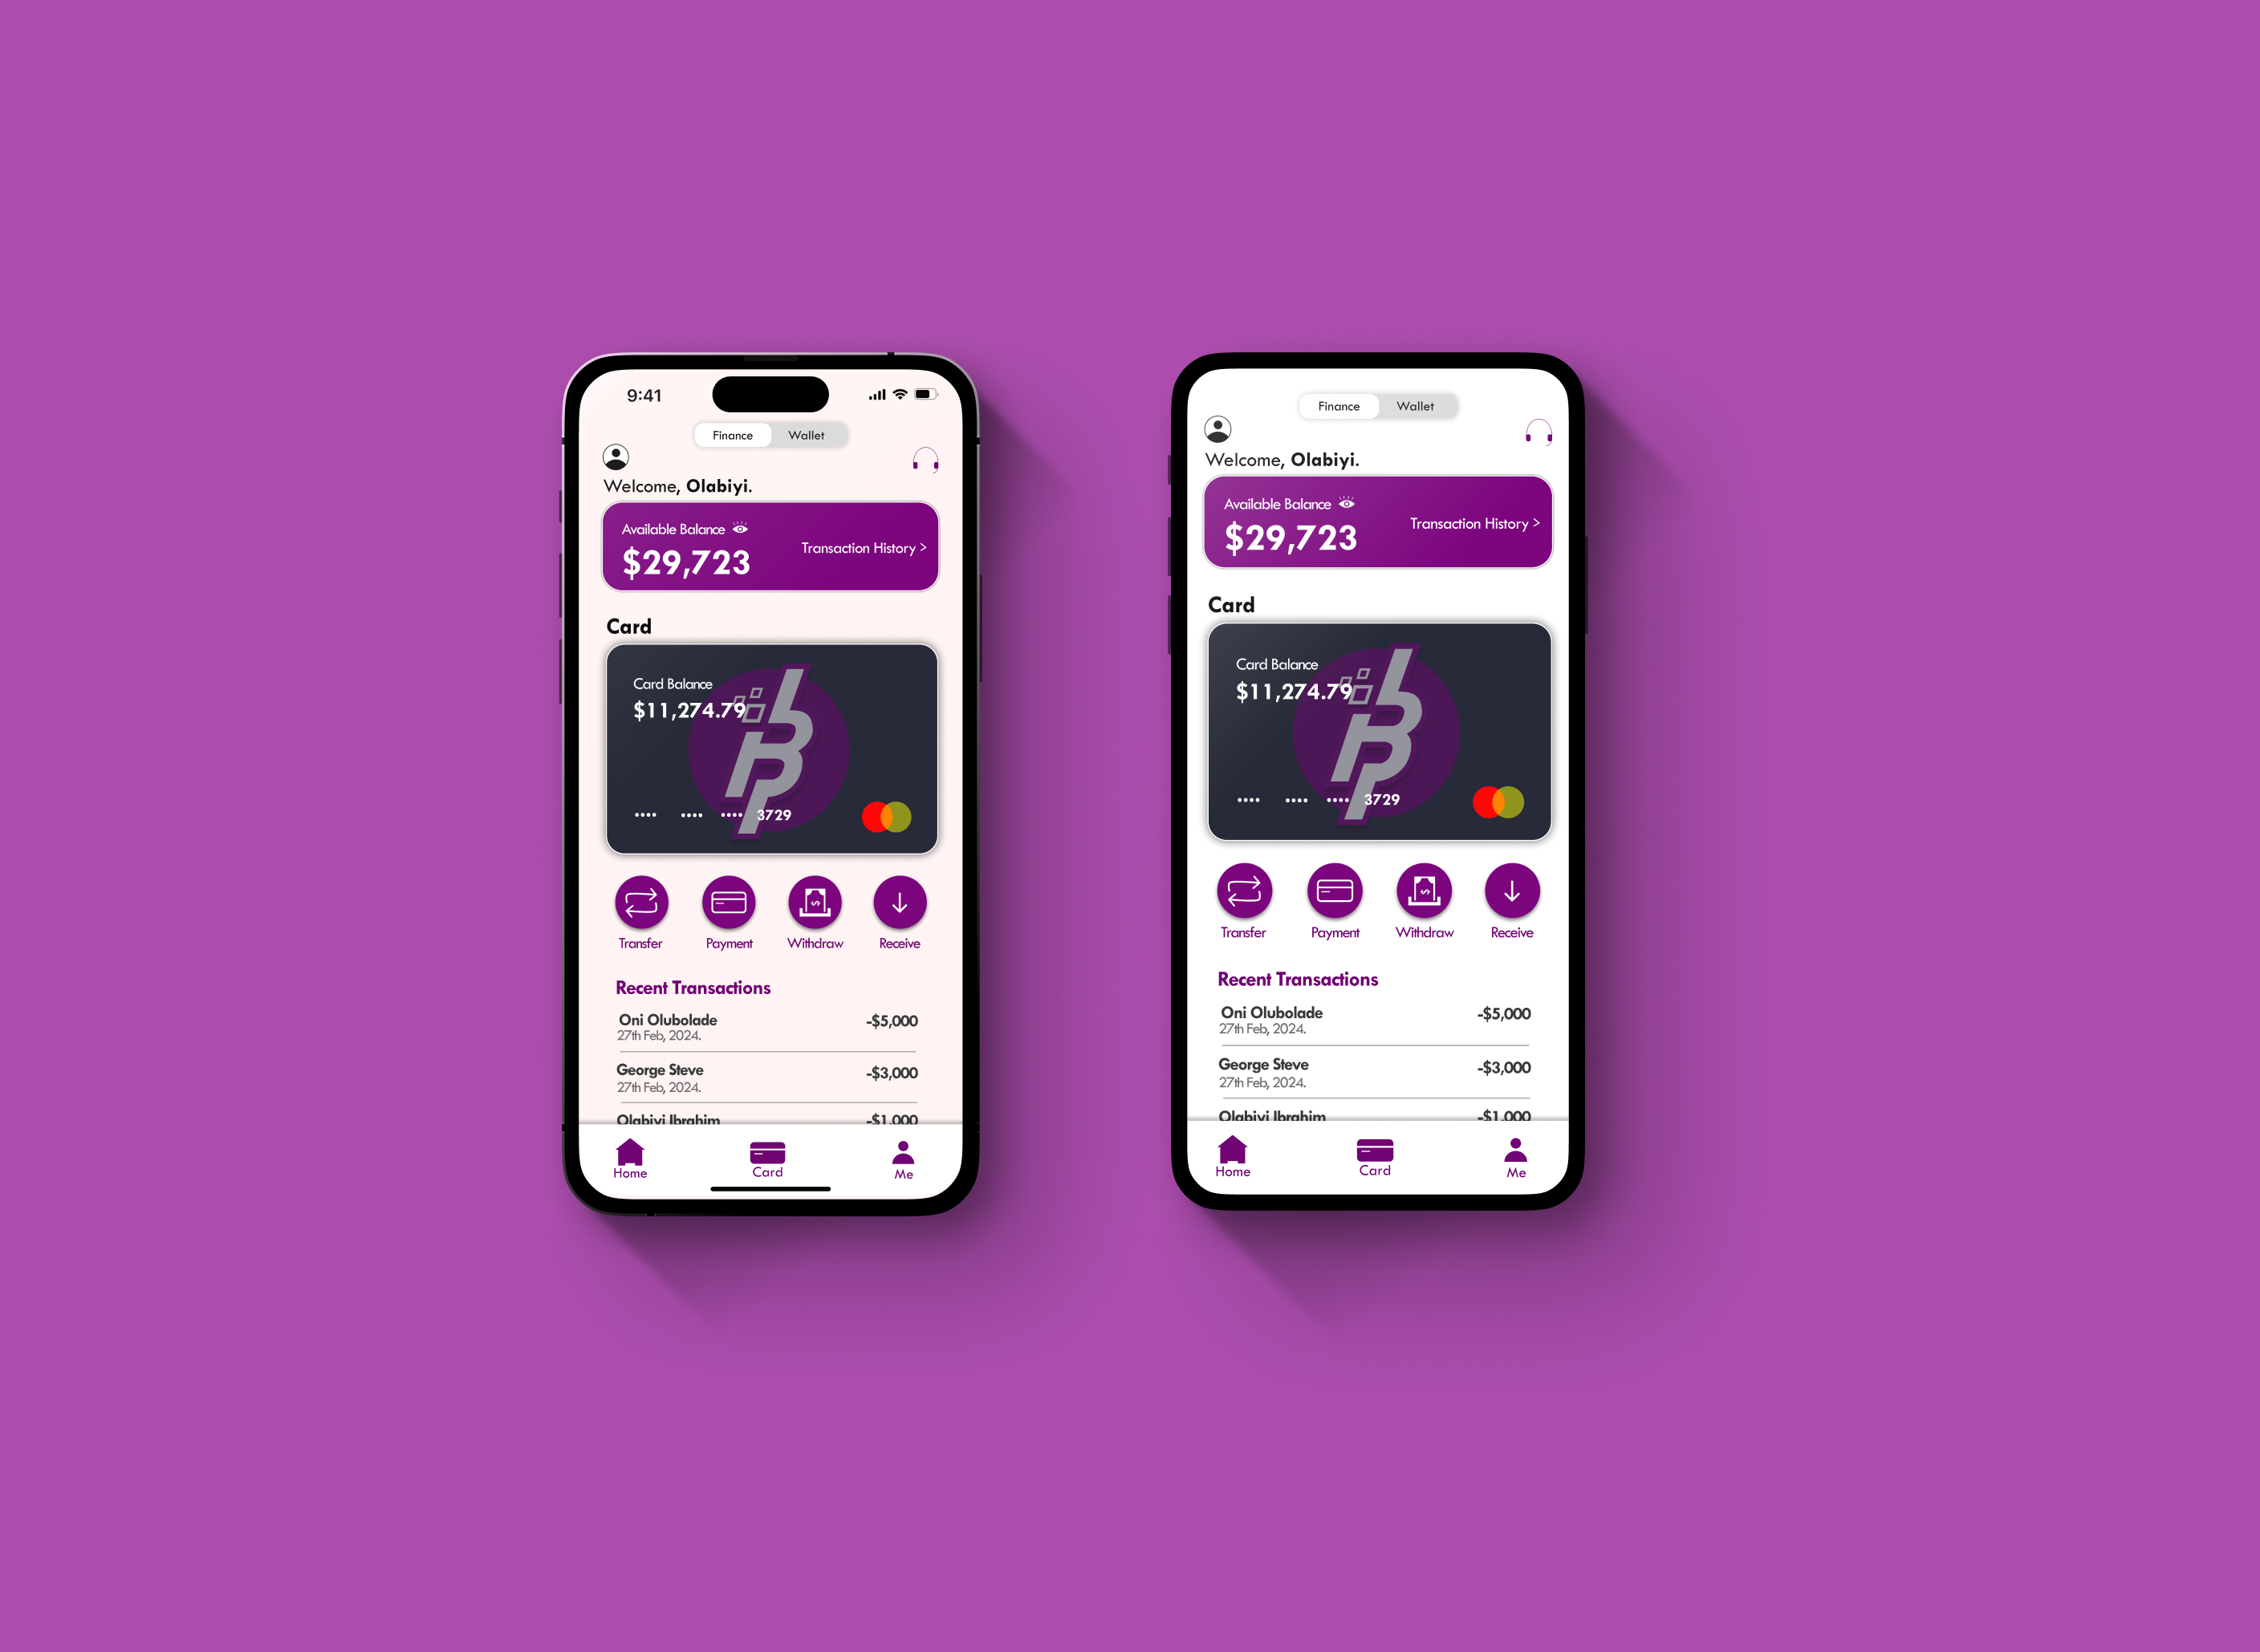 9:41
Finance Wallet
Welcome, Olabiyi.
Available Balance
$29,723
Transaction History >
Card
Card Balance
$11,274.79
•••• •••• •••• 3729
Transfer Payment Withdraw Receive
Recent Transactions
Oni Olubolade -$5,000
27th Feb, 2024.
George Steve -$3,000
27th Feb, 2024.
Olabiyi Ibrahim -$1,000
Home Card Me
Finance Wallet
Welcome, Olabiyi.
Available Balance
$29,723
Transaction History >
Card
Card Balance
$11,274.79
•••• •••• •••• 3729
Transfer Payment Withdraw Receive
Recent Transactions
Oni Olubolade -$5,000
27th Feb, 2024.
George Steve -$3,000
27th Feb, 2024.
Olabiyi Ibrahim -$1,000
Home Card Me